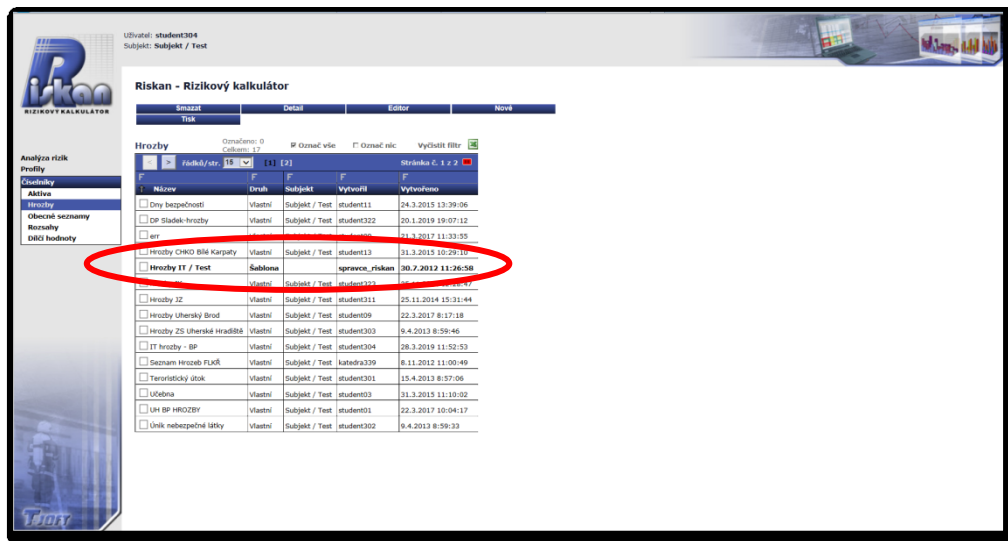 Uživatel: student304
Subjekt: Subjekt / Test
Riskan
RIZIKOVÝ KALKULÁTOR
Riskan - Rizikový kalkulátor
Smazat Detail Editor Nové
Tisk
Analýza rizik
Profily
Číselníky
Aktiva
Hrozby
Obecné seznamy
Rozsahy
Dílčí hodnoty
Hrozby Označeno: 0 Celkem: 17 Označ vše Označ nic Vyčistit filtr
< > řádků/str. 15 [1] [2] Stránka č. 1 z 2
Název Druh Subjekt Vytvořil Vytvořeno
Dny bezpečnosti Vlastní Subjekt / Test student11 24.3.2015 13:39:06
DP Sladek-hrozby Vlastní Subjekt / Test student322 20.1.2019 19:07:12
err 21.3.2017 11:33:55
Hrozby CHKO Bílé Karpaty Vlastní Subjekt / Test student13 31.3.2015 10:29:10
Hrozby IT / Test Šablona spravce_riskan 30.7.2012 11:26:58
Vlastní Subjekt / Test student323
Hrozby JZ Vlastní Subjekt / Test student311 25.11.2014 15:31:44
Hrozby Uherský Brod Vlastní Subjekt / Test student09 22.3.2017 8:17:18
Hrozby ZS Uherské Hradiště Vlastní Subjekt / Test student303 9.4.2013 8:59:46
IT hrozby - BP Vlastní Subjekt / Test student304 28.3.2019 11:52:53
Seznam Hrozeb FLKŘ Vlastní Subjekt / Test katedra339 8.11.2012 11:00:49
Teroristický útok Vlastní Subjekt / Test student301 15.4.2013 8:57:06
Učebna Vlastní Subjekt / Test student03 31.3.2015 11:10:02
UH BP HROZBY Vlastní Subjekt / Test student01 22.3.2017 10:04:17
Únik nebezpečné látky Vlastní Subjekt / Test student302 9.4.2013 8:59:33
TSOFT